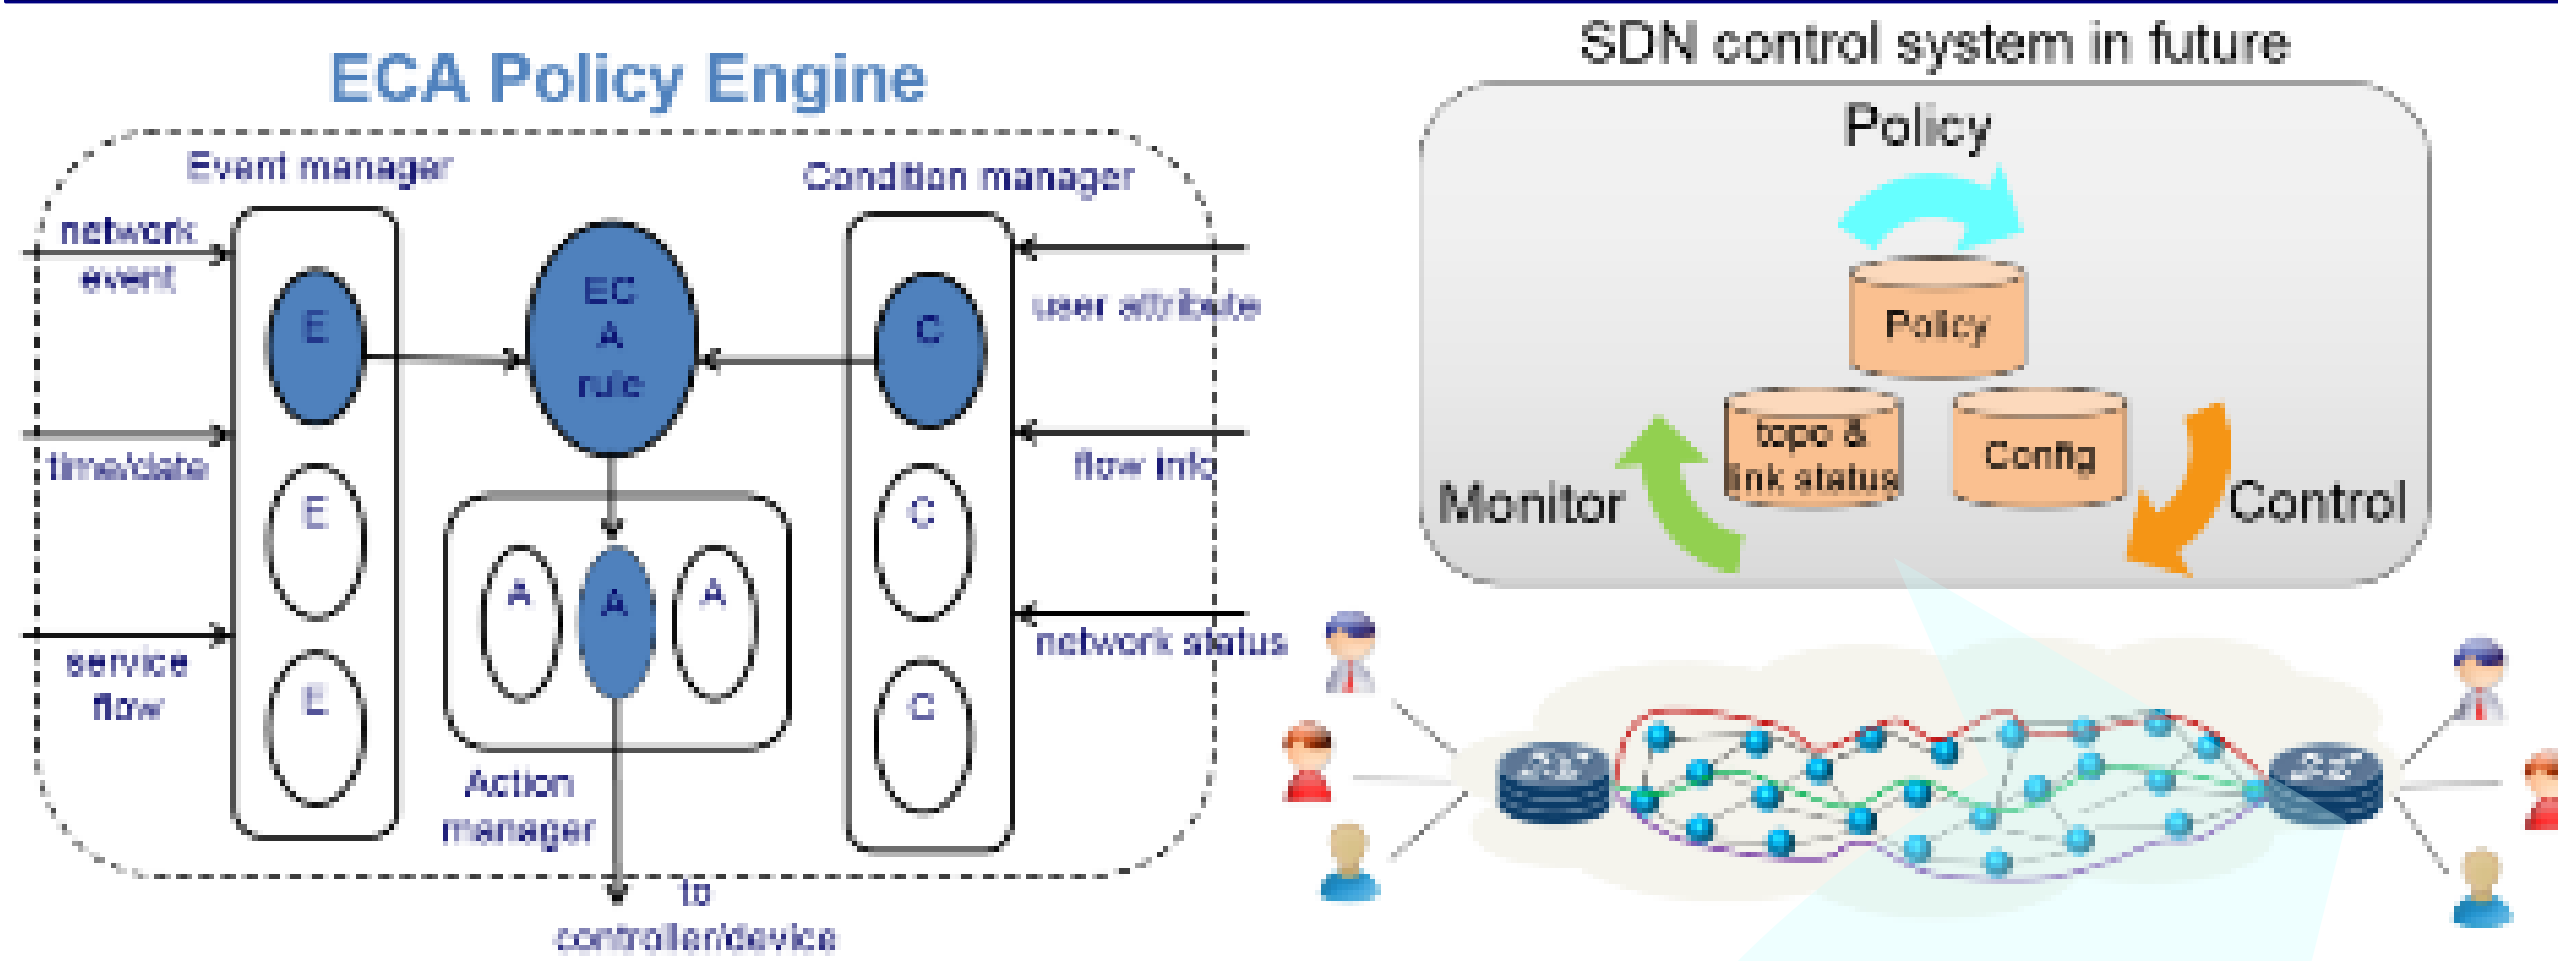 ECA Policy Engine
Event manager
Condition manager
network
event
time/date
service
flow
E
E
E
EC
A
rule
C
C
C
user attribute
flow info
network status
A
A
A
Action
manager
to
controller/device
SDN control system in future
Policy
Policy
topo &
link status
Config
Monitor
Control